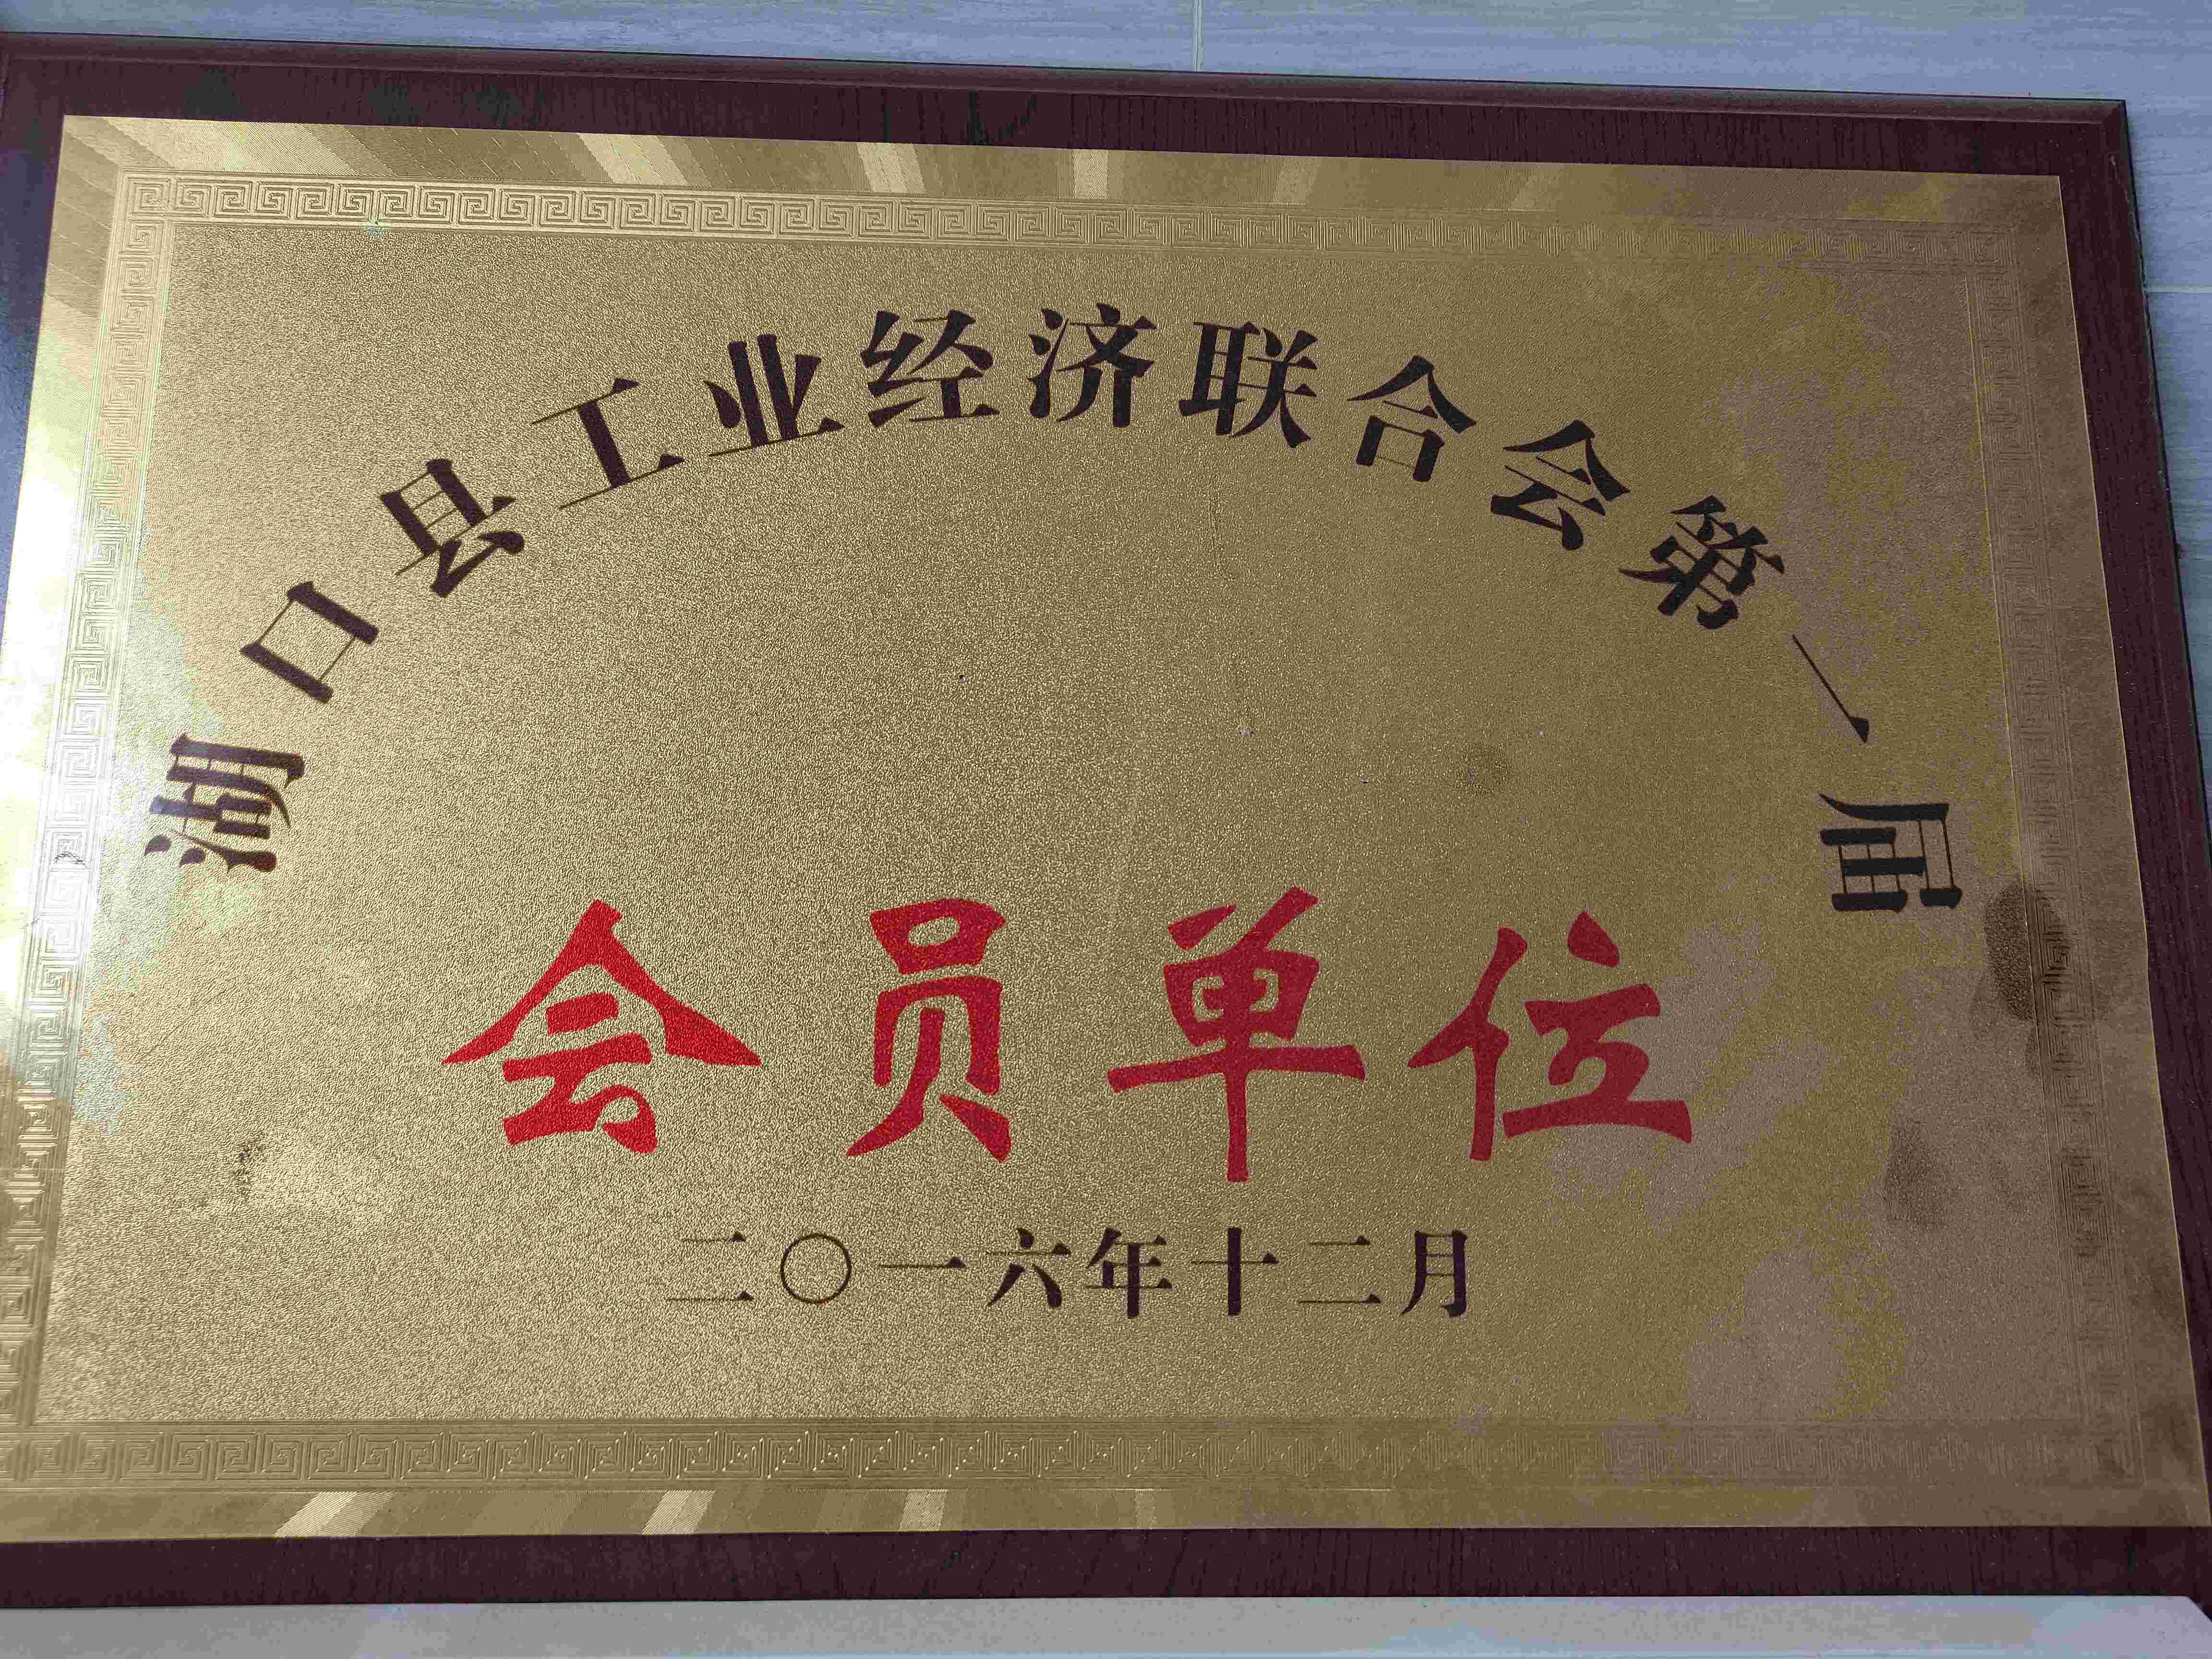 湖口县工业经济联合会第一届
会员单位
二〇一六年十二月